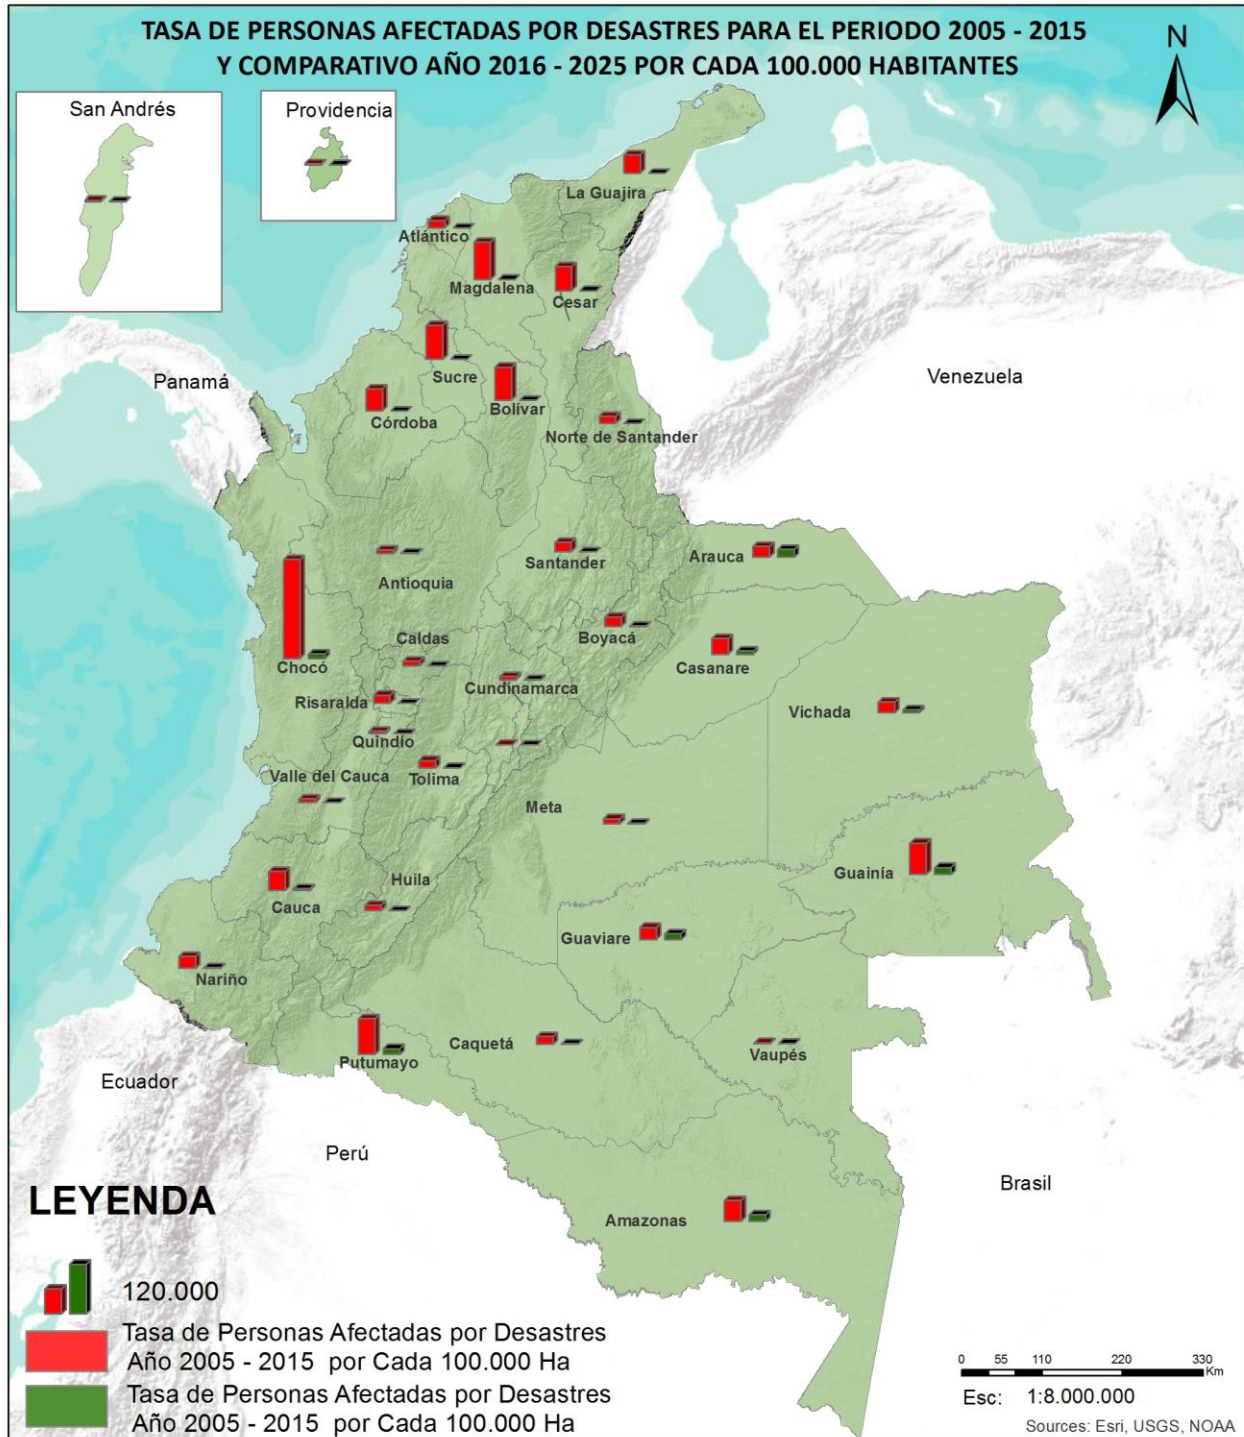 TASA DE PERSONAS AFECTADAS POR DESASTRES PARA EL PERIODO 2005 - 2015
Y COMPARATIVO AÑO 2016 - 2025 POR CADA 100.000 HABITANTES
N
San Andrés
Providencia
La Guajira
Atlántico
Magdalena
Cesar
Sucre
Panamá
Venezuela
Bolívar
Córdoba
Norte de Santander
Arauca
Santander
Antioquia
Boyacá
Caldas
Chocó
Casanare
Cundinamarca
Risaralda
Vichada
Quindío
Valle del Cauca
Tolima
Meta
Huila
Guainía
Cauca
Guaviare
Nariño
Caquetá
Vaupés
Putumayo
Ecuador
Perú
Brasil
Amazonas
LEYENDA
120.000
Tasa de Personas Afectadas por Desastres
Año 2005 - 2015 por Cada 100.000 Ha
Tasa de Personas Afectadas por Desastres
Año 2005 - 2015 por Cada 100.000 Ha
0 55 110 220 330
Km
Esc: 1:8.000.000
Sources: Esri, USGS, NOAA